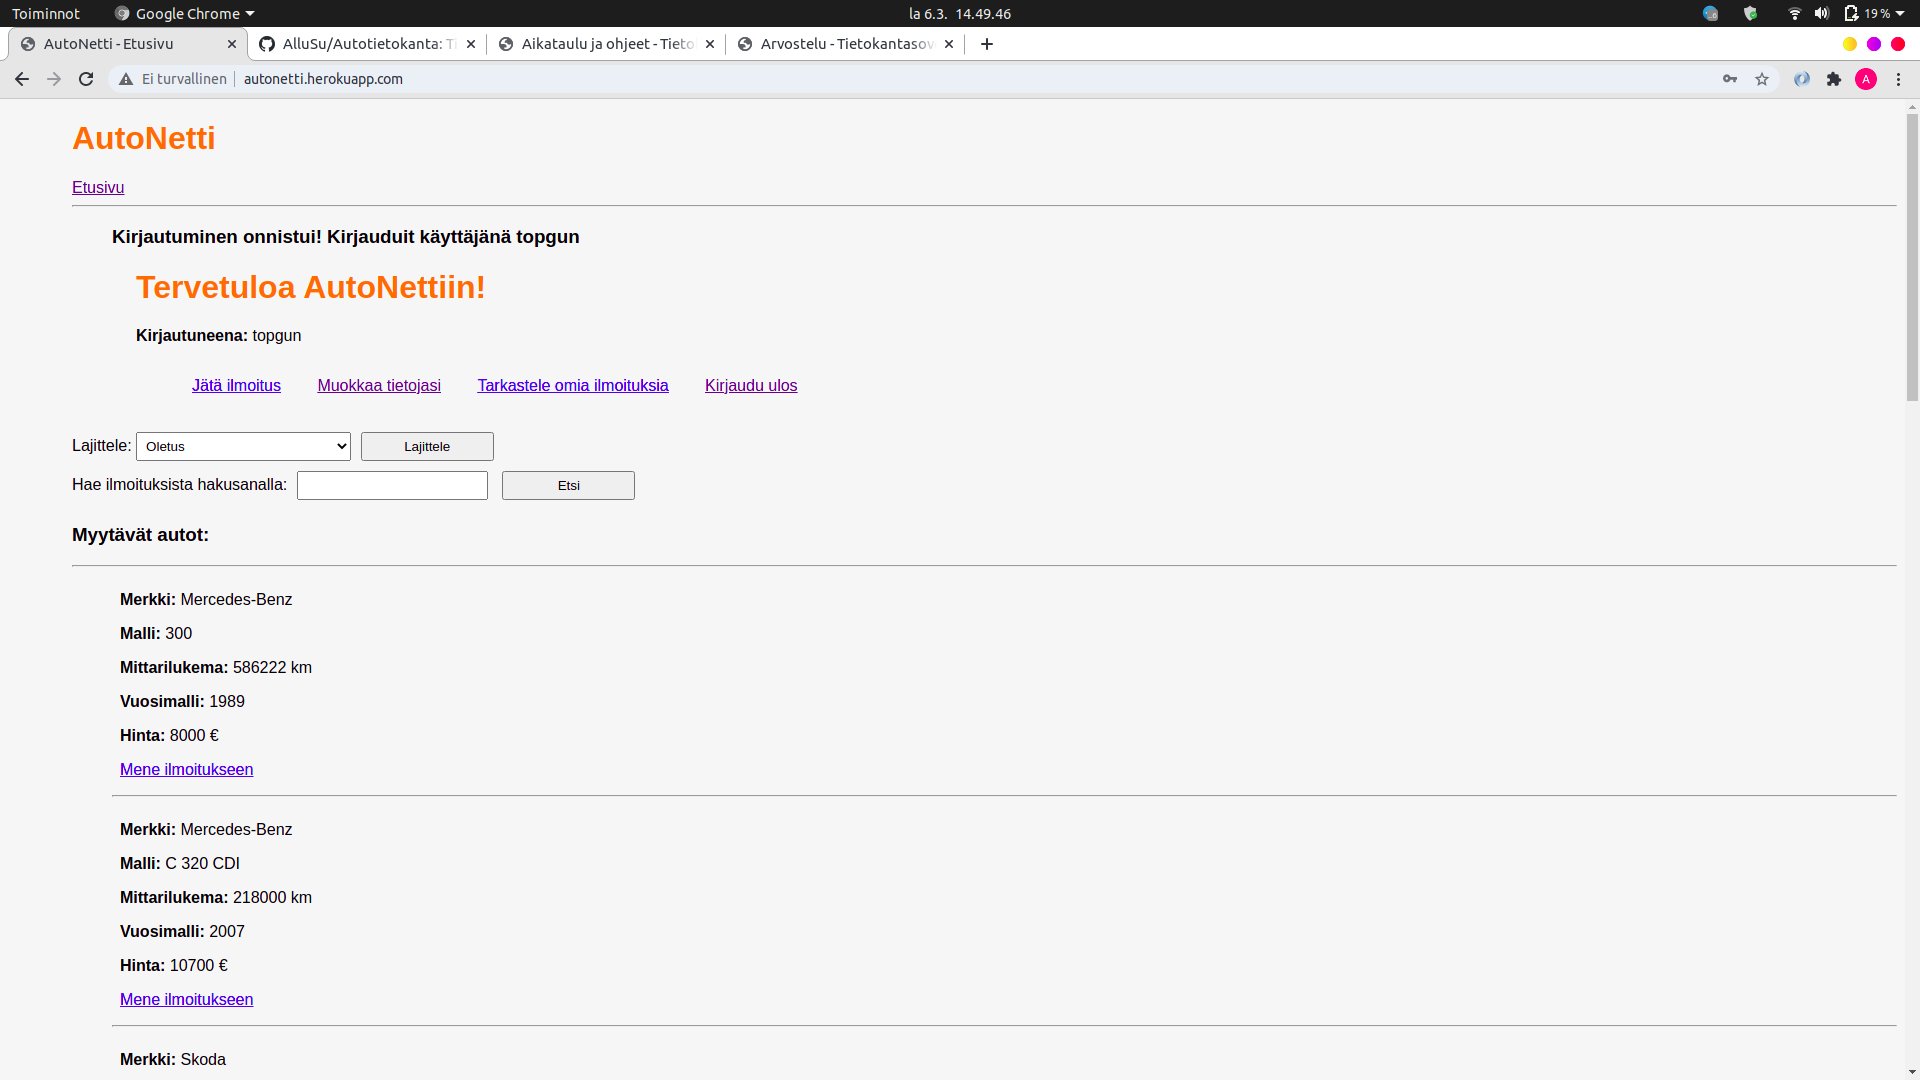 Toiminnot Google Chrome la 6.3. 14.49.46 19 %
AutoNetti - Etusivu AlluSu/Autotietokanta: Ti Aikataulu ja ohjeet - Tieto Arvostelu - Tietokantasov
Ei turvallinen autonetti.herokuapp.com A
AutoNetti
Etusivu
Kirjautuminen onnistui! Kirjauduit käyttäjänä topgun
Tervetuloa AutoNettiin!
Kirjautuneena: topgun
Jätä ilmoitus Muokkaa tietojasi Tarkastele omia ilmoituksia Kirjaudu ulos
Lajittele: Oletus Lajittele
Hae ilmoituksista hakusanalla: Etsi
Myytävät autot:
Merkki: Mercedes-Benz
Malli: 300
Mittarilukema: 586222 km
Vuosimalli: 1989
Hinta: 8000 €
Mene ilmoitukseen
Merkki: Mercedes-Benz
Malli: C 320 CDI
Mittarilukema: 218000 km
Vuosimalli: 2007
Hinta: 10700 €
Mene ilmoitukseen
Merkki: Skoda